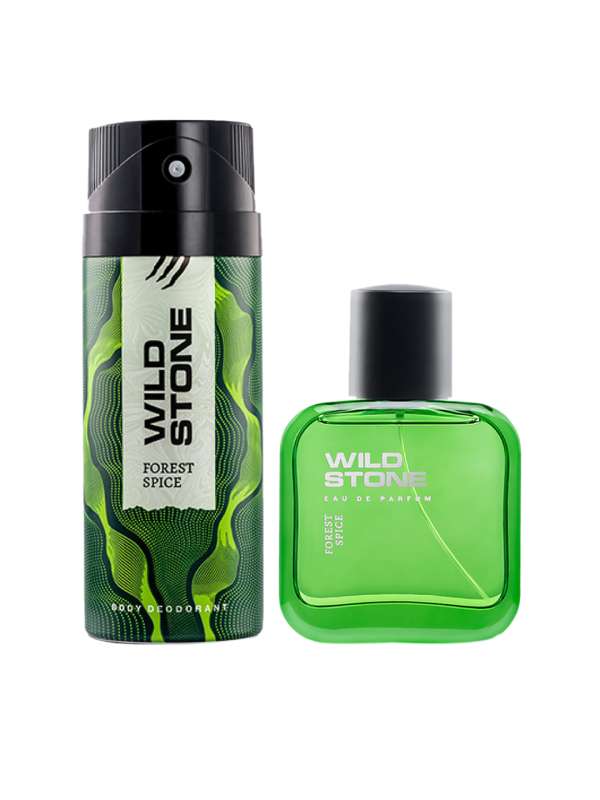 WILD
STONE
FOREST
SPICE
BODY DEODORANT
WILD
STONE
EAU DE PARFUM
FOREST
SPICE